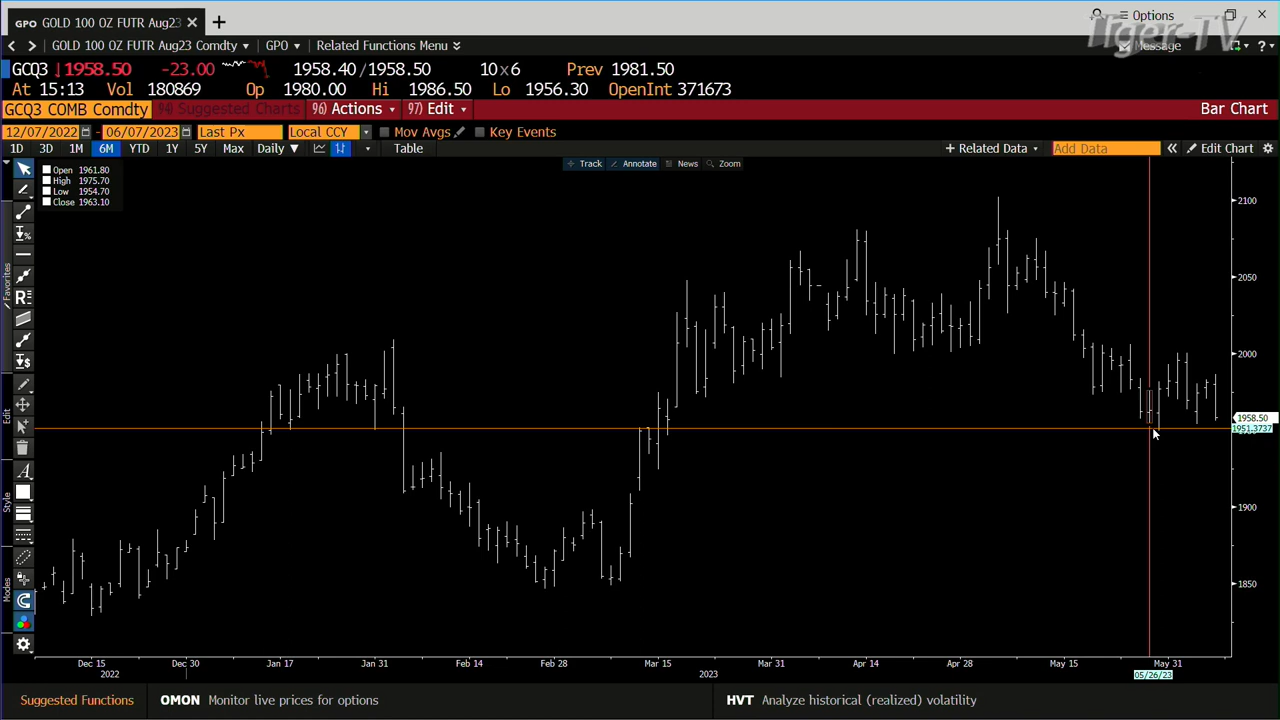 GPO GOLD 100 OZ FUTR Aug23 × +
Options
Tiger-TV
< > GOLD 100 OZ FUTR Aug23 Comdty GPO Related Functions Menu
Message ?
GCQ3 ↓1958.50 -23.00 1958.40/1958.50 10x6 Prev 1981.50
At 15:13 Vol 180869 Op 1980.00 Hi 1986.50 Lo 1956.30 OpenInt 371673
GCQ3 COMB Comdty 94) Suggested Charts 96) Actions 97) Edit Bar Chart
12/07/2022 - 06/07/2023 Last Px Local CCY Mov Avgs Key Events
1D 3D 1M 6M YTD 1Y 5Y Max Daily ▼ Table + Related Data Add Data « Edit Chart
Track Annotate News Zoom
Open 1961.80
High 1975.70
Low 1954.70
Close 1963.10
2100
2050
2000
1958.50
1951.3737
1900
1850
Favorites
Edit
Style
Modes
Dec 15 Dec 30 Jan 17 Jan 31 Feb 14 Feb 28 Mar 15 Mar 31 Apr 14 Apr 28 May 15 May 31
2022 2023 05/26/23
Suggested Functions OMON Monitor live prices for options HVT Analyze historical (realized) volatility